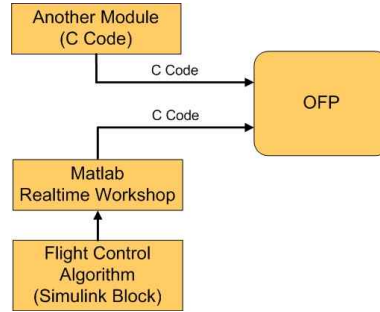 Another Module
(C Code)
C Code
OFP
C Code
Matlab
Realtime Workshop
Flight Control
Algorithm
(Simulink Block)